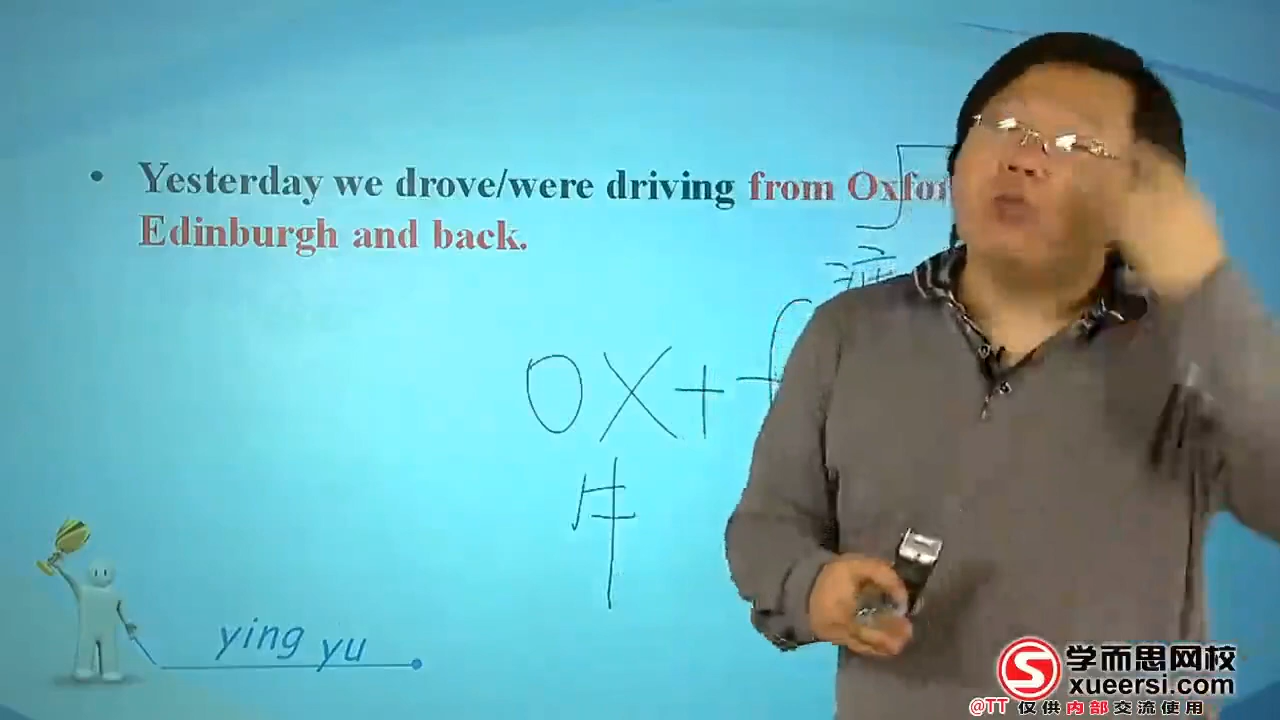 • Yesterday we drove/were driving from Oxfor
Edinburgh and back.
OX+f
牛
ying yu
学而思网校
xueersi.com
@TT 仅供内部交流使用